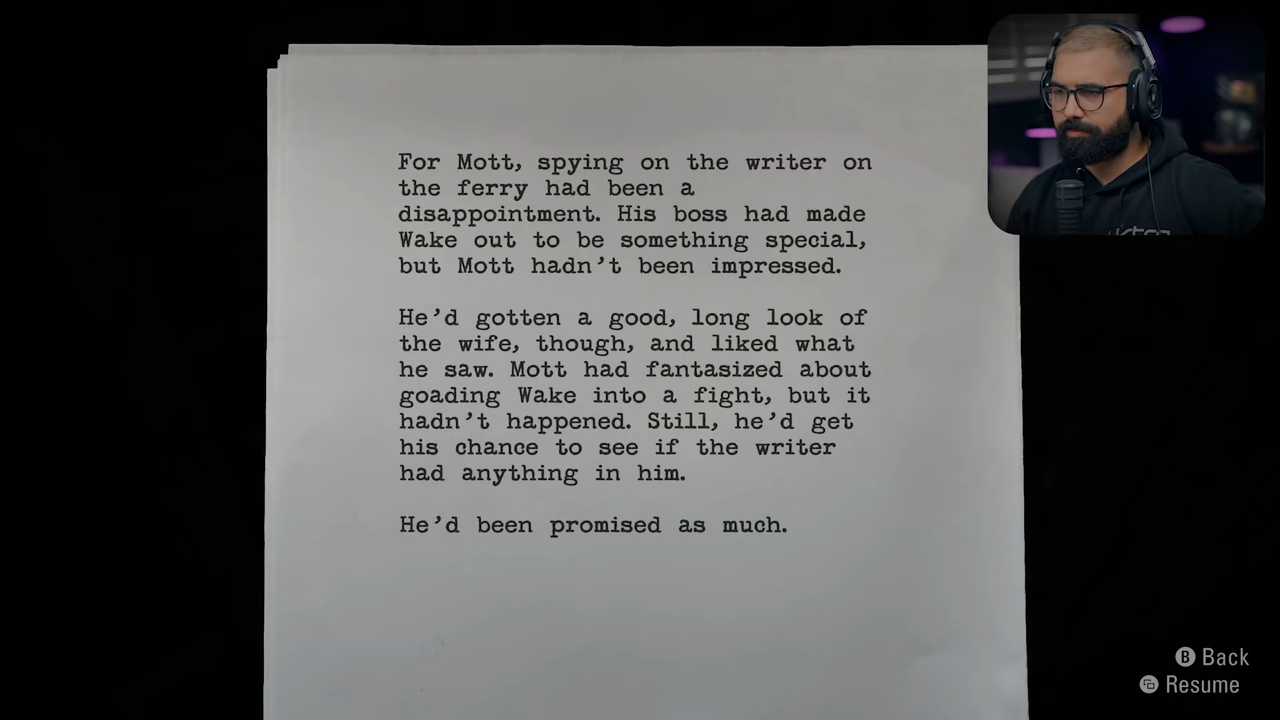 For Mott, spying on the writer on
the ferry had been a
disappointment. His boss had made
Wake out to be something special,
but Mott hadn’t been impressed.
He’d gotten a good, long look of
the wife, though, and liked what
he saw. Mott had fantasized about
goading Wake into a fight, but it
hadn’t happened. Still, he’d get
his chance to see if the writer
had anything in him.
He’d been promised as much.
B Back
Resume